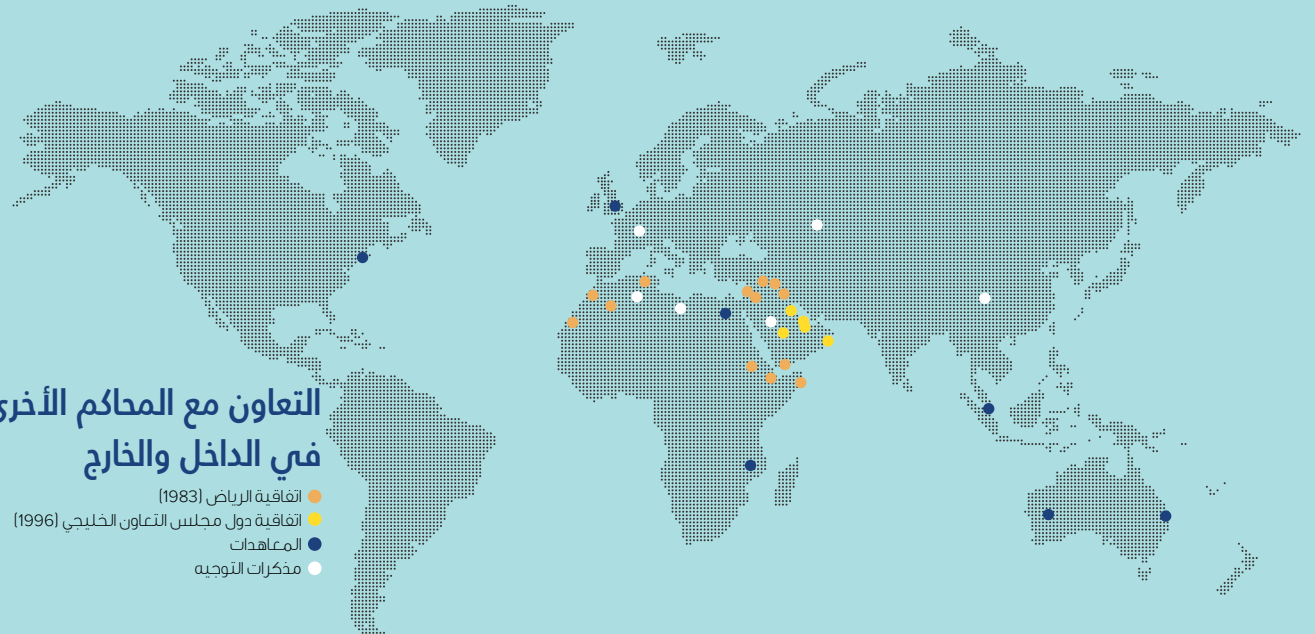 التعاون مع المحاكم الأخرى
في الداخل والخارج
اتفاقية الرياض (1983)
اتفاقية دول مجلس التعاون الخليجي (1996)
المعاهدات
مذكرات التوجيه